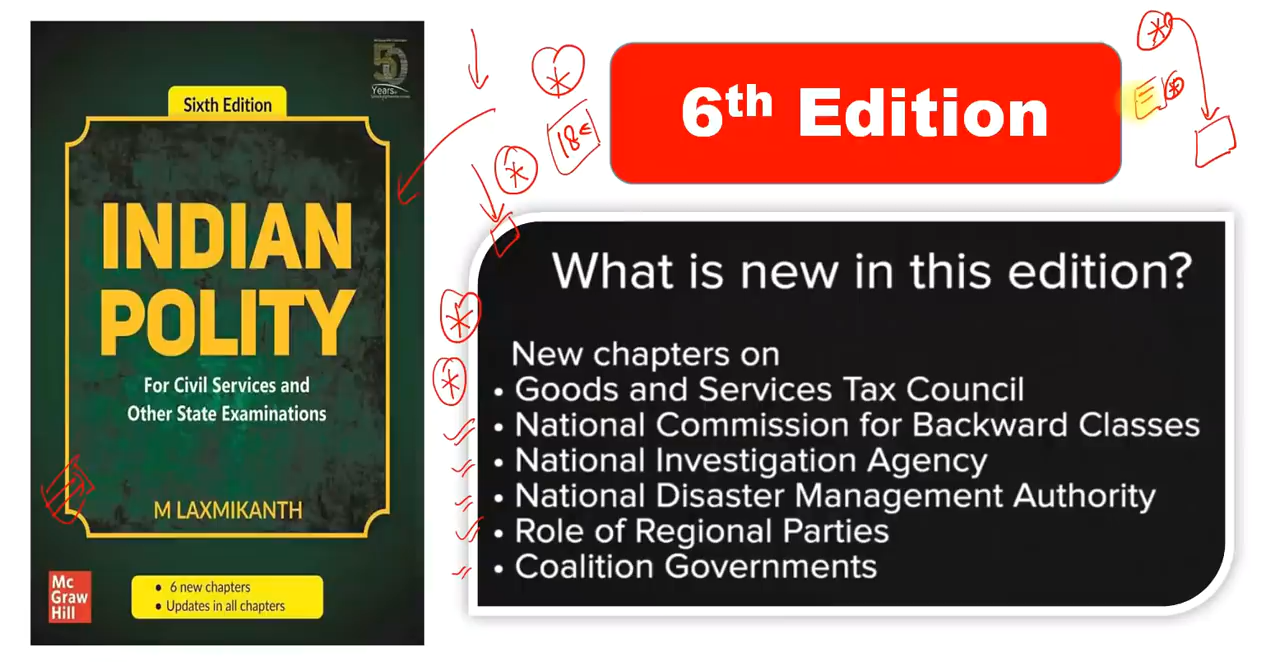 50
Years
Sixth Edition
INDIAN
POLITY
For Civil Services and
Other State Examinations
M LAXMIKANTH
Mc
Graw
Hill
• 6 new chapters
• Updates in all chapters
6th Edition
What is new in this edition?
New chapters on
• Goods and Services Tax Council
• National Commission for Backward Classes
• National Investigation Agency
• National Disaster Management Authority
• Role of Regional Parties
• Coalition Governments